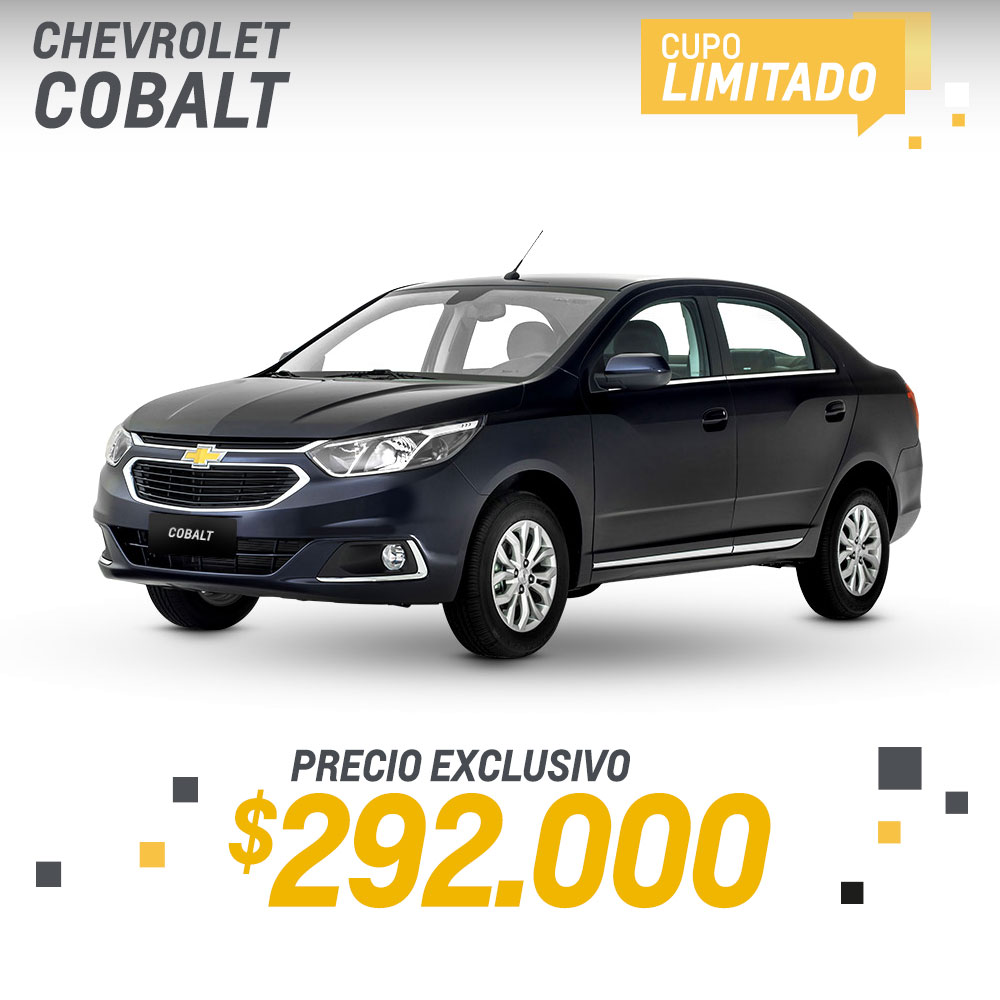 CHEVROLET
COBALT
CUPO
LIMITADO
COBALT
PRECIO EXCLUSIVO
$292.000